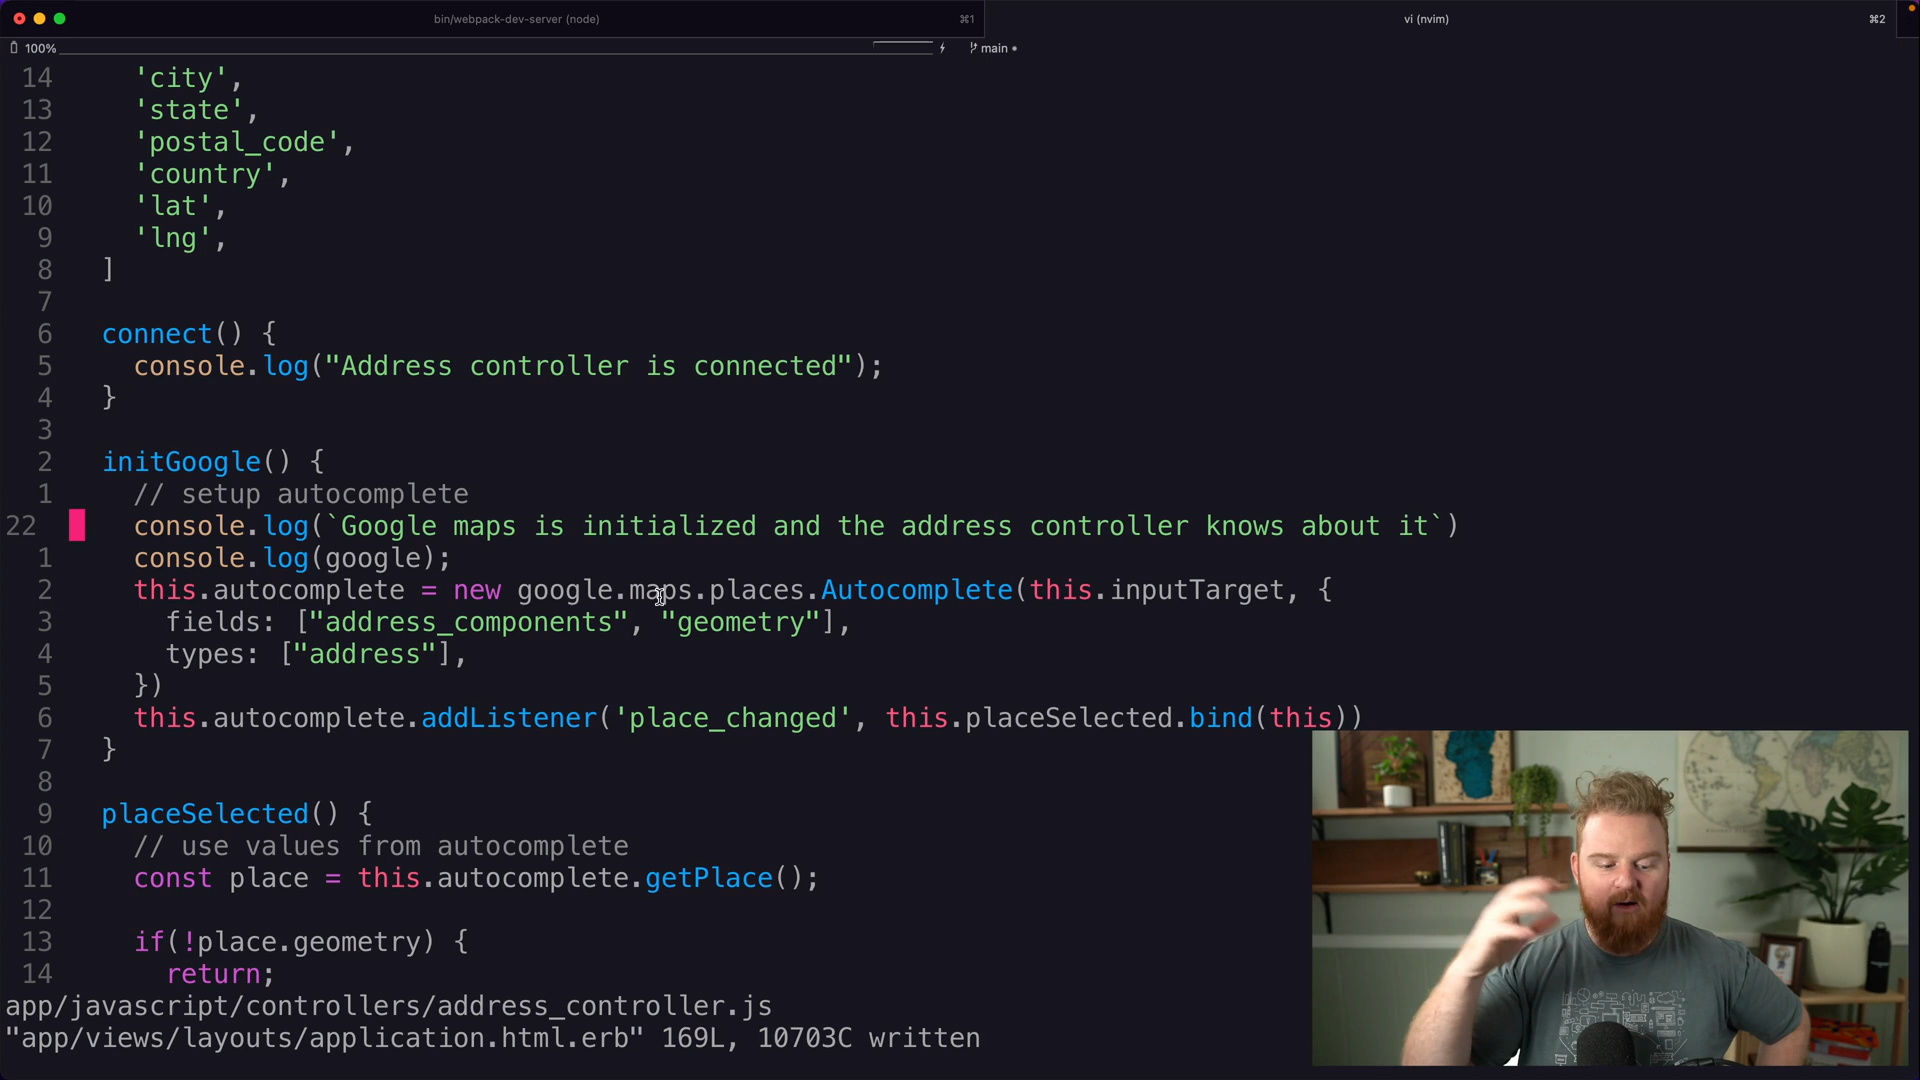 bin/webpack-dev-server (node) ⌘1 vi (nvim) ⌘2
100% main
14 'city',
13 'state',
12 'postal_code',
11 'country',
10 'lat',
9 'lng',
8 ]
7
6 connect() {
5 console.log("Address controller is connected");
4 }
3
2 initGoogle() {
1 // setup autocomplete
22 console.log(`Google maps is initialized and the address controller knows about it`)
1 console.log(google);
2 this.autocomplete = new google.maps.places.Autocomplete(this.inputTarget, {
3 fields: ["address_components", "geometry"],
4 types: ["address"],
5 })
6 this.autocomplete.addListener('place_changed', this.placeSelected.bind(this))
7 }
8
9 placeSelected() {
10 // use values from autocomplete
11 const place = this.autocomplete.getPlace();
12
13 if(!place.geometry) {
14 return;
app/javascript/controllers/address_controller.js
"app/views/layouts/application.html.erb" 169L, 10703C written